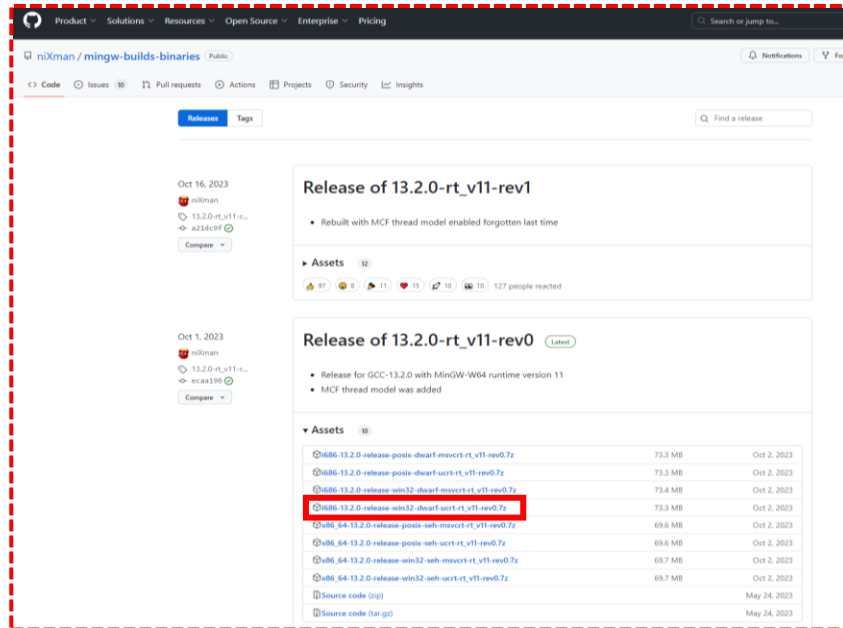 Product Solutions Resources Open Source Enterprise Pricing Search or jump to...
niXman / mingw-builds-binaries Public Notifications Fo
Code Issues 10 Pull requests Actions Projects Security Insights
Releases Tags Find a release
Oct 16, 2023
niXman
13.2.0-rt_v11-r...
a21dc9f
Compare
Release of 13.2.0-rt_v11-rev1
Rebuilt with MCF thread model enabled forgotten last time
Assets 12
97 8 11 15 10 10 127 people reacted
Oct 1, 2023
niXman
13.2.0-rt_v11-r...
ecaa196
Compare
Release of 13.2.0-rt_v11-rev0 Latest
Release for GCC-13.2.0 with MinGW-W64 runtime version 11
MCF thread model was added
Assets 10
i686-13.2.0-release-posix-dwarf-msvcrt-rt_v11-rev0.7z 73.3 MB Oct 2, 2023
i686-13.2.0-release-posix-dwarf-ucrt-rt_v11-rev0.7z 73.3 MB Oct 2, 2023
i686-13.2.0-release-win32-dwarf-msvcrt-rt_v11-rev0.7z 73.4 MB Oct 2, 2023
i686-13.2.0-release-win32-dwarf-ucrt-rt_v11-rev0.7z 73.3 MB Oct 2, 2023
x86_64-13.2.0-release-posix-seh-msvcrt-rt_v11-rev0.7z 69.6 MB Oct 2, 2023
x86_64-13.2.0-release-posix-seh-ucrt-rt_v11-rev0.7z 69.6 MB Oct 2, 2023
x86_64-13.2.0-release-win32-seh-msvcrt-rt_v11-rev0.7z 69.7 MB Oct 2, 2023
x86_64-13.2.0-release-win32-seh-ucrt-rt_v11-rev0.7z 69.7 MB Oct 2, 2023
Source code (zip) May 24, 2023
Source code (tar.gz) May 24, 2023